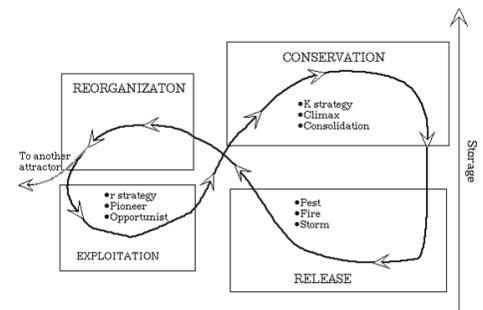 CONSERVATION
• K strategy
• Climax
• Consolidation
REORGANIZATON
To another
attractor
• r strategy
• Pioneer
• Opportunist
EXPLOITATION
• Pest
• Fire
• Storm
RELEASE
Storage